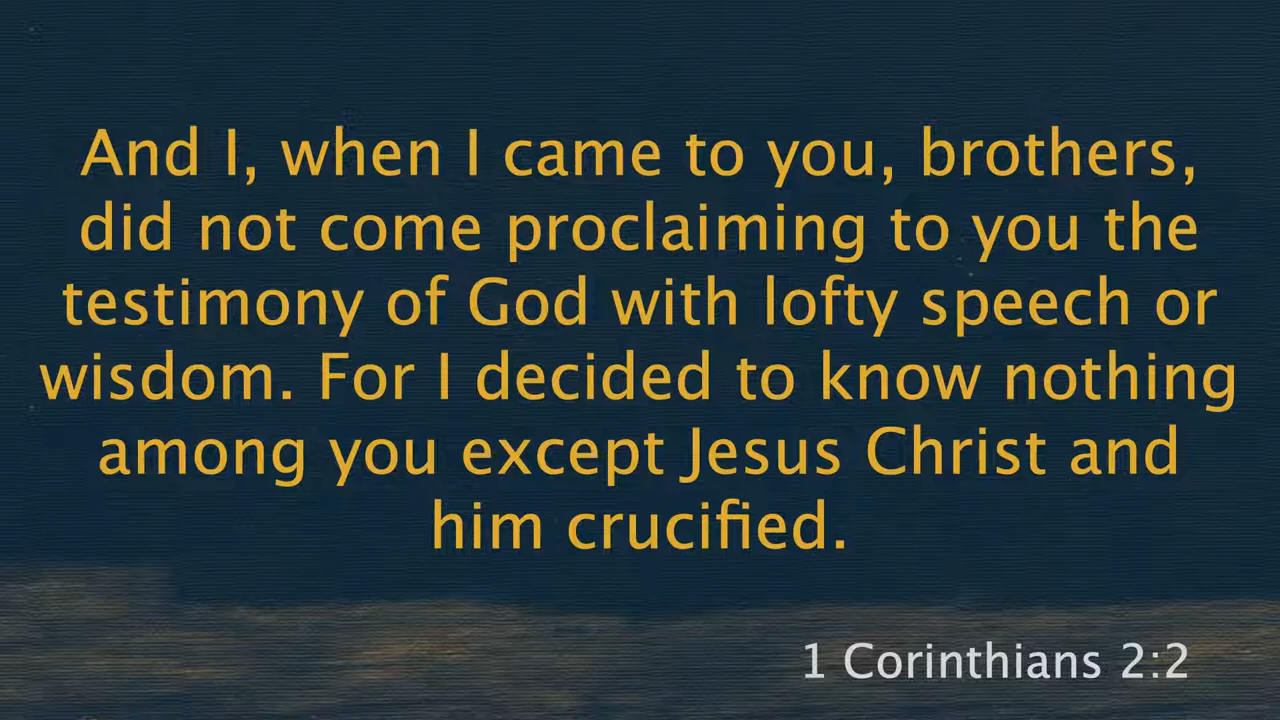 And I, when I came to you, brothers,
did not come proclaiming to you the
testimony of God with lofty speech or
wisdom. For I decided to know nothing
among you except Jesus Christ and
him crucified.
1 Corinthians 2:2